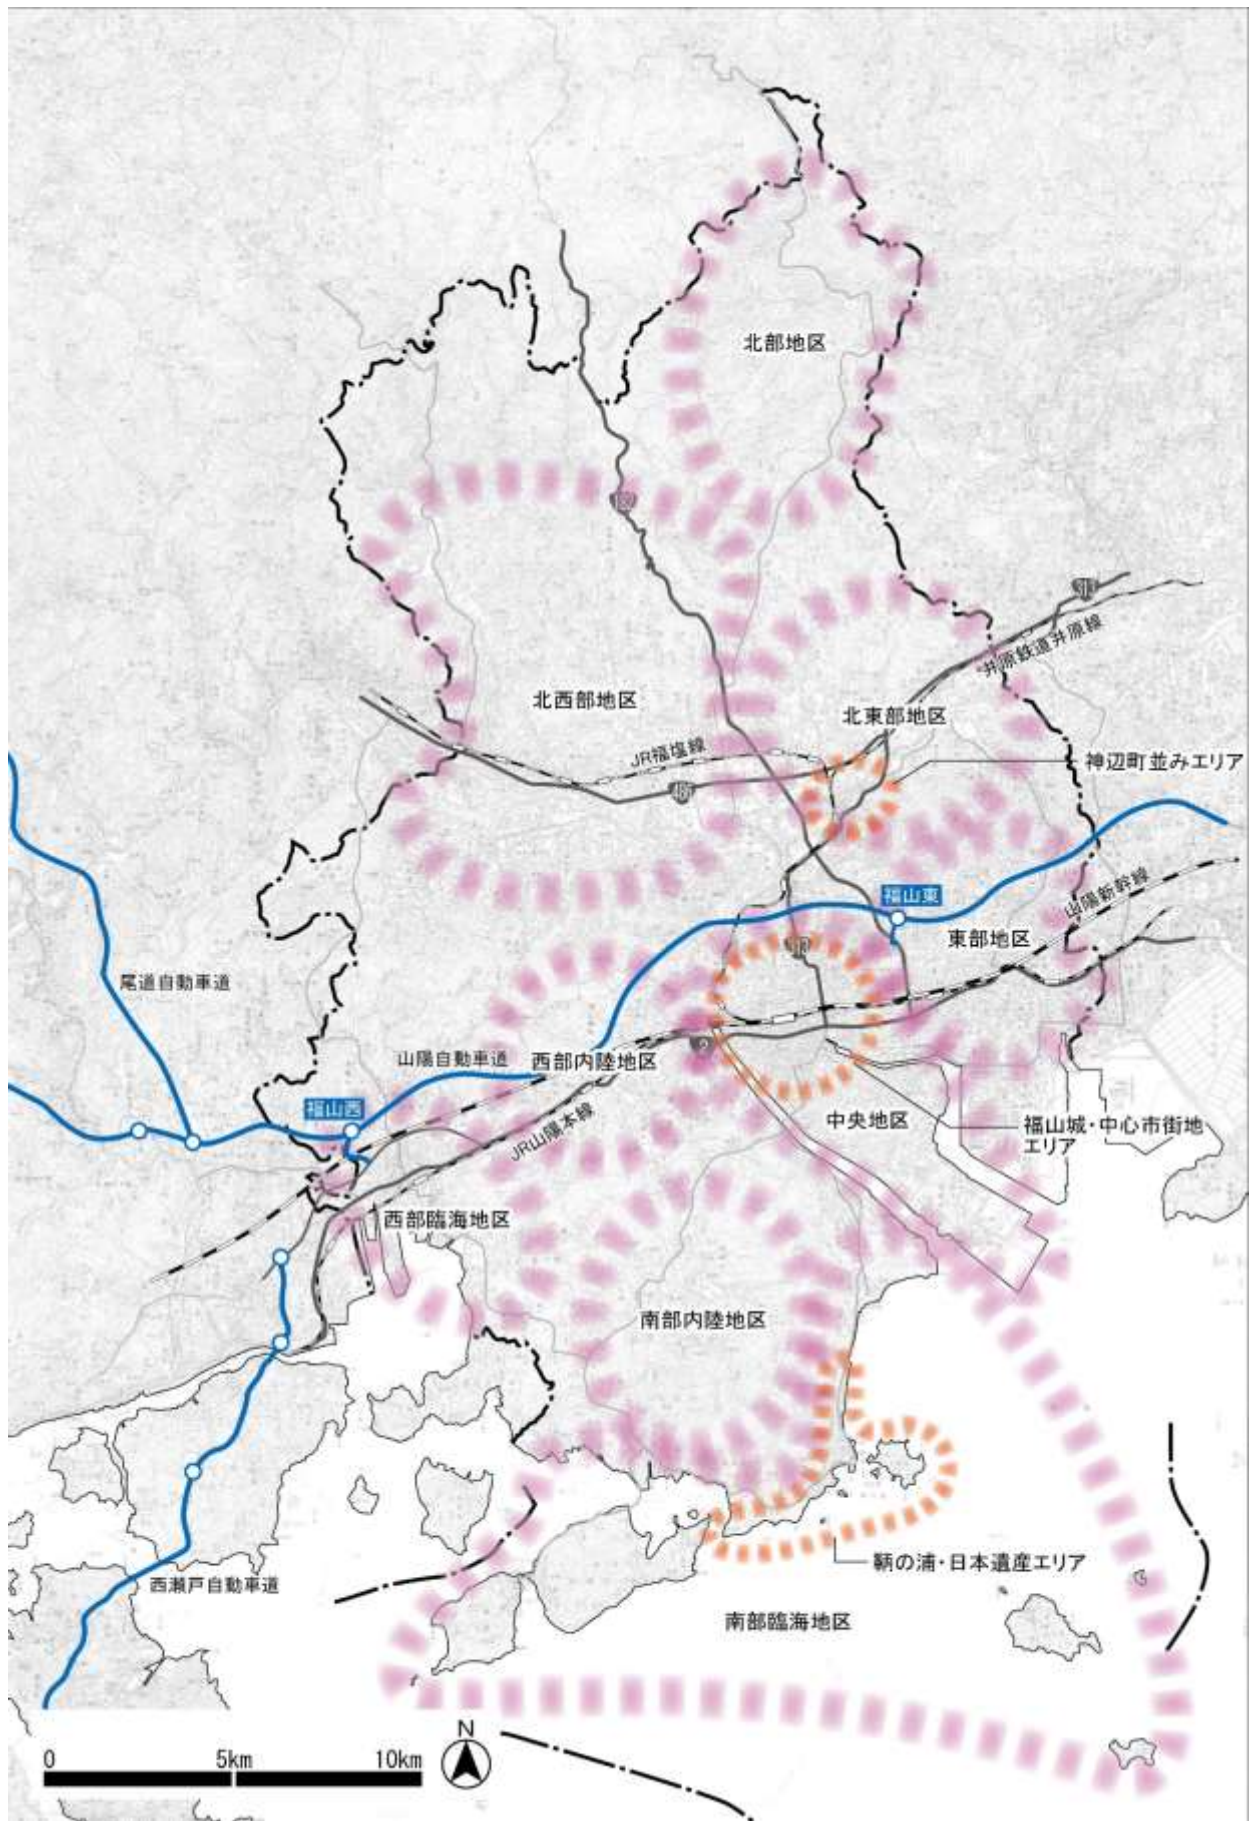 北部地区
182
313
井原鉄道井原線
北西部地区
北東部地区
JR福塩線
神辺町並みエリア
486
福山東
山陽新幹線
東部地区
313
尾道自動車道
2
山陽自動車道
西部内陸地区
福山西
JR山陽本線
中央地区
福山城・中心市街地
エリア
西部臨海地区
南部内陸地区
鞆の浦・日本遺産エリア
西瀬戸自動車道
南部臨海地区
N
0 5km 10km